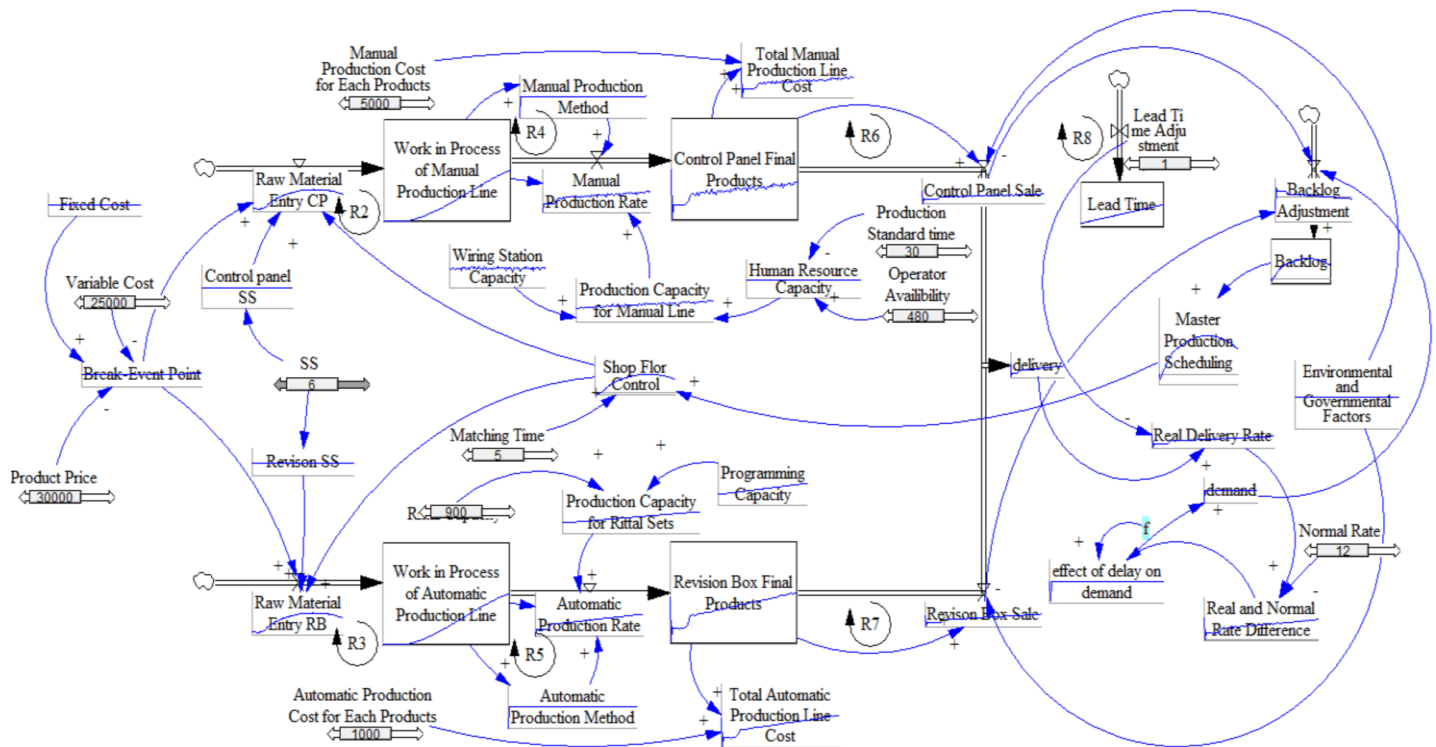 Manual
Production Cost
for Each Products
5000
Total Manual
Production Line
Cost
Manual Production
Method
R4
R6
R8
Lead Ti
me Adju
stment
1
Work in Process
of Manual
Production Line
Control Panel Final
Products
Raw Material
Entry CP
R2
Manual
Production Rate
Control Panel Sale
Lead Time
Backlog
Adjustment
Fixed Cost
Production
Standard time
30
Wiring Station
Capacity
Human Resource
Capacity
Backlog
Variable Cost
25000
Control panel
SS
Production Capacity
for Manual Line
Operator
Availibility
480
Master
Production
Scheduling
Break-Event Point
SS
6
Shop Flor
Control
delivery
Environmental and
Governmental
Factors
Matching Time
5
Real Delivery Rate
Product Price
30000
Revison SS
900
Production Capacity
for Rittal Sets
Programming
Capacity
demand
f
Normal Rate
12
Work in Process
of Automatic
Production Line
Revision Box Final
Products
effect of delay on
demand
Raw Material
Entry RB
R3
Automatic
Production Rate
R5
R7
Revison Box Sale
Real and Normal
Rate Difference
Automatic Production
Cost for Each Products
1000
Automatic
Production Method
Total Automatic
Production Line
Cost